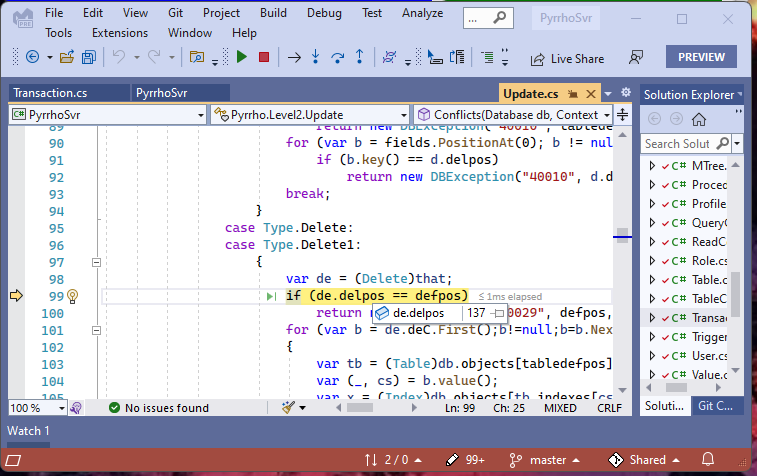 File Edit View Git Project Build Debug Test Analyze ... PyrrhoSvr
Tools Extensions Window Help
Live Share PREVIEW
Transaction.cs PyrrhoSvr Update.cs
PyrrhoSvr Pyrrho.Level2.Update Conflicts(Database db, Context
89 return new DBException("40010", tablede
90 for (var b = fields.PositionAt(0); b != nul
91 if (b.key() == d.delpos)
92 return new DBException("40010", d.d
93 break;
94 }
95 case Type.Delete:
96 case Type.Delete1:
97 {
98 var de = (Delete)that;
99 if (de.delpos == defpos) ≤ 1ms elapsed
100 return 0029", defpos,
de.delpos 137
101 for (var b = de.deC.First();b!=null;b=b.Nex
102 {
103 var tb = (Table)db.objects[tabledefpos]
104 var (_, cs) = b.value();
105 var x = (Index)db.objects[tb.indexes[cs
100 % No issues found Ln: 99 Ch: 25 MIXED CRLF
Solution Explorer
Search Solut
C# MTree.
C# Proced
C# Profile
C# QueryC
C# ReadCo
C# Role.cs
C# Table.c
C# TableC
C# Transac
C# Trigger
C# User.cs
C# Value.c
Soluti... Git C...
Watch 1
2 / 0 99+ master Shared